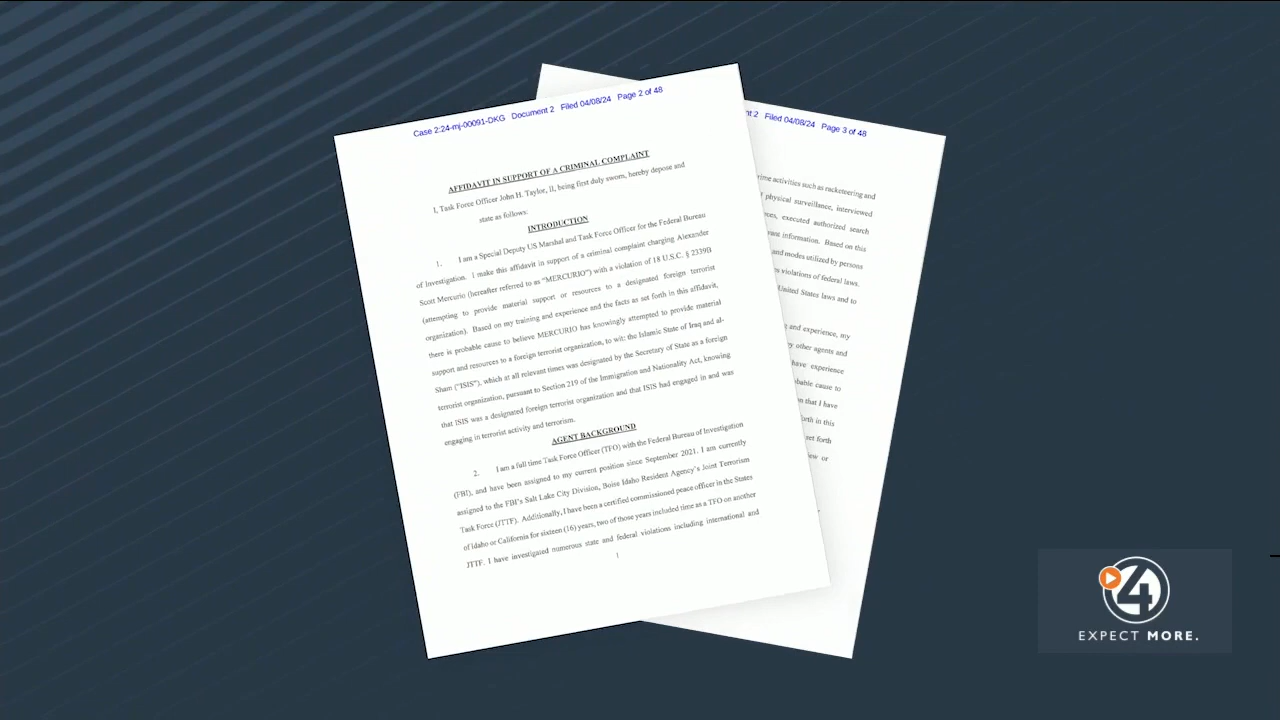 Case 2:24-mj-00091-DKG Document 2 Filed 04/08/24 Page 2 of 48
AFFIDAVIT IN SUPPORT OF A CRIMINAL COMPLAINT
I, Task Force Officer John H. Taylor, II, being first duly sworn, hereby depose and
state as follows:
INTRODUCTION
1. I am a Special Deputy US Marshal and Task Force Officer for the Federal Bureau
of Investigation. I make this affidavit in support of a criminal complaint charging Alexander
Scott Mercurio (hereafter referred to as "MERCURIO") with a violation of 18 U.S.C. § 2339B
(attempting to provide material support or resources to a designated foreign terrorist
organization). Based on my training and experience and the facts as set forth in this affidavit,
there is probable cause to believe MERCURIO has knowingly attempted to provide material
support and resources to a foreign terrorist organization, to wit: the Islamic State of Iraq and al-
Sham ("ISIS"), which at all relevant times was designated by the Secretary of State as a foreign
terrorist organization, pursuant to Section 219 of the Immigration and Nationality Act, knowing
that ISIS was a designated foreign terrorist organization and that ISIS had engaged in and was
engaging in terrorist activity and terrorism.
AGENT BACKGROUND
2. I am a full time Task Force Officer (TFO) with the Federal Bureau of Investigation
(FBI), and have been assigned to my current position since September 2021. I am currently
assigned to the FBI's Salt Lake City Division, Boise Idaho Resident Agency's Joint Terrorism
Task Force (JTTF). Additionally, I have been a certified commissioned peace officer in the States
of Idaho or California for sixteen (16) years, two of those years included time as a TFO on another
JTTF. I have investigated numerous state and federal violations including international and
1
2 Filed 04/08/24 Page 3 of 48
activities such as racketeering and
physical surveillance, interviewed
executed authorized search
information. Based on this
and modes utilized by persons
violations of federal laws.
United States laws and to
and experience, my
other agents and
have experience
cause to
that I have
in this
set forth
or
4
EXPECT MORE.